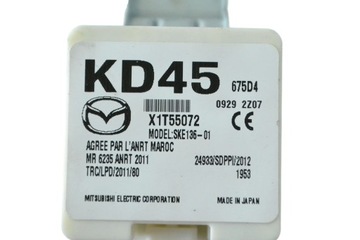 KD45 675D4
0929 2Z07
X1T55072 CE
MODEL:SKE136-01
AGREE PAR L'ANRT MAROC
MR 6235 ANRT 2011 24933/SDPPI/2012
TRC/LPD/2011/80 1953
MITSUBISHI ELECTRIC CORPORATION MADE IN JAPAN